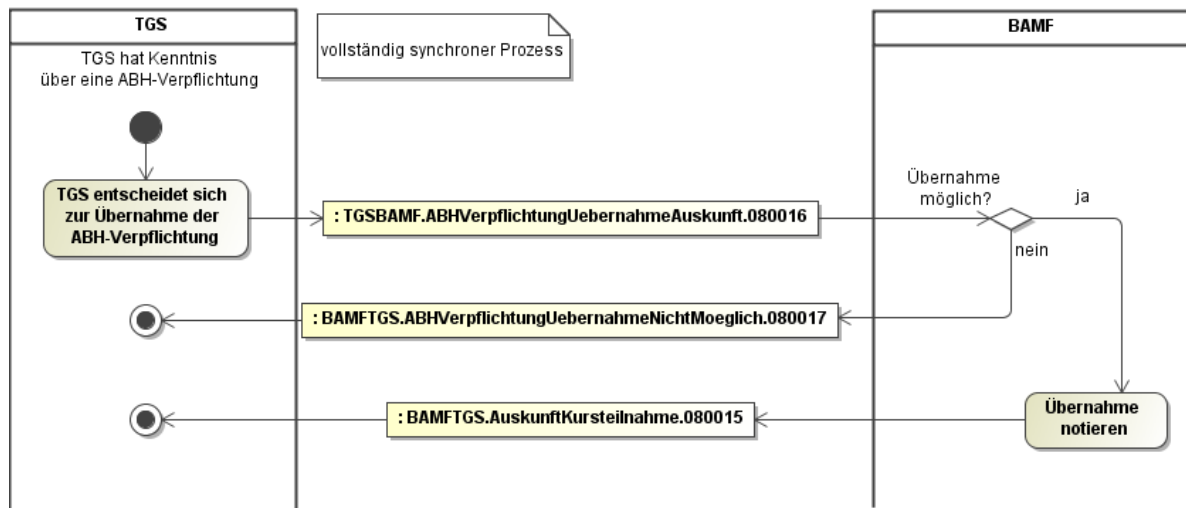 TGS
BAMF
vollständig synchroner Prozess
TGS hat Kenntnis
über eine ABH-Verpflichtung
TGS entscheidet sich
zur Übernahme der
ABH-Verpflichtung
: TGSBAMF.ABHVerpflichtungUebernahmeAuskunft.080016
Übernahme
möglich?
ja
nein
: BAMFTGS.ABHVerpflichtungUebernahmeNichtMoeglich.080017
: BAMFTGS.AuskunftKursteilnahme.080015
Übernahme
notieren